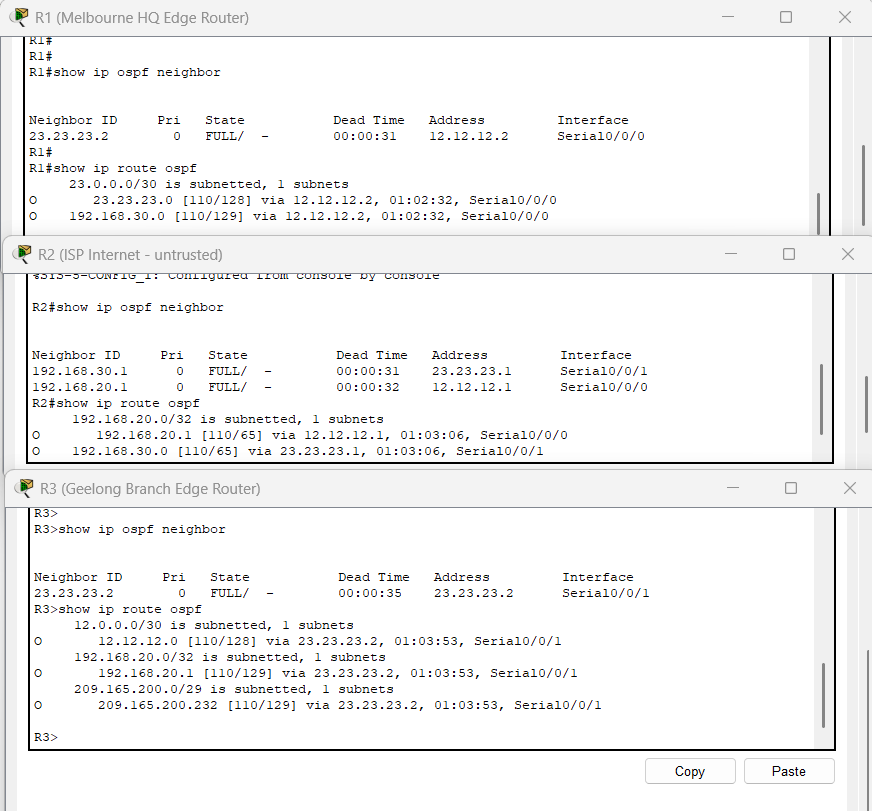 R1 (Melbourne HQ Edge Router)
R1#
R1#
R1#show ip ospf neighbor
Neighbor ID     Pri   State           Dead Time   Address         Interface
23.23.23.2        0   FULL/  -        00:00:31    12.12.12.2      Serial0/0/0
R1#
R1#show ip route ospf
     23.0.0.0/30 is subnetted, 1 subnets
O       23.23.23.0 [110/128] via 12.12.12.2, 01:02:32, Serial0/0/0
O    192.168.30.0 [110/129] via 12.12.12.2, 01:02:32, Serial0/0/0
R2 (ISP Internet - untrusted)
%SYS-5-CONFIG_I: Configured from console by console
R2#show ip ospf neighbor
Neighbor ID     Pri   State           Dead Time   Address         Interface
192.168.30.1      0   FULL/  -        00:00:31    23.23.23.1      Serial0/0/1
192.168.20.1      0   FULL/  -        00:00:32    12.12.12.1      Serial0/0/0
R2#show ip route ospf
     192.168.20.0/32 is subnetted, 1 subnets
O       192.168.20.1 [110/65] via 12.12.12.1, 01:03:06, Serial0/0/0
O    192.168.30.0 [110/65] via 23.23.23.1, 01:03:06, Serial0/0/1
R3 (Geelong Branch Edge Router)
R3>
R3>show ip ospf neighbor
Neighbor ID     Pri   State           Dead Time   Address         Interface
23.23.23.2        0   FULL/  -        00:00:35    23.23.23.2      Serial0/0/1
R3>show ip route ospf
     12.0.0.0/30 is subnetted, 1 subnets
O       12.12.12.0 [110/128] via 23.23.23.2, 01:03:53, Serial0/0/1
     192.168.20.0/32 is subnetted, 1 subnets
O       192.168.20.1 [110/129] via 23.23.23.2, 01:03:53, Serial0/0/1
     209.165.200.0/29 is subnetted, 1 subnets
O       209.165.200.232 [110/129] via 23.23.23.2, 01:03:53, Serial0/0/1
R3>
Copy
Paste